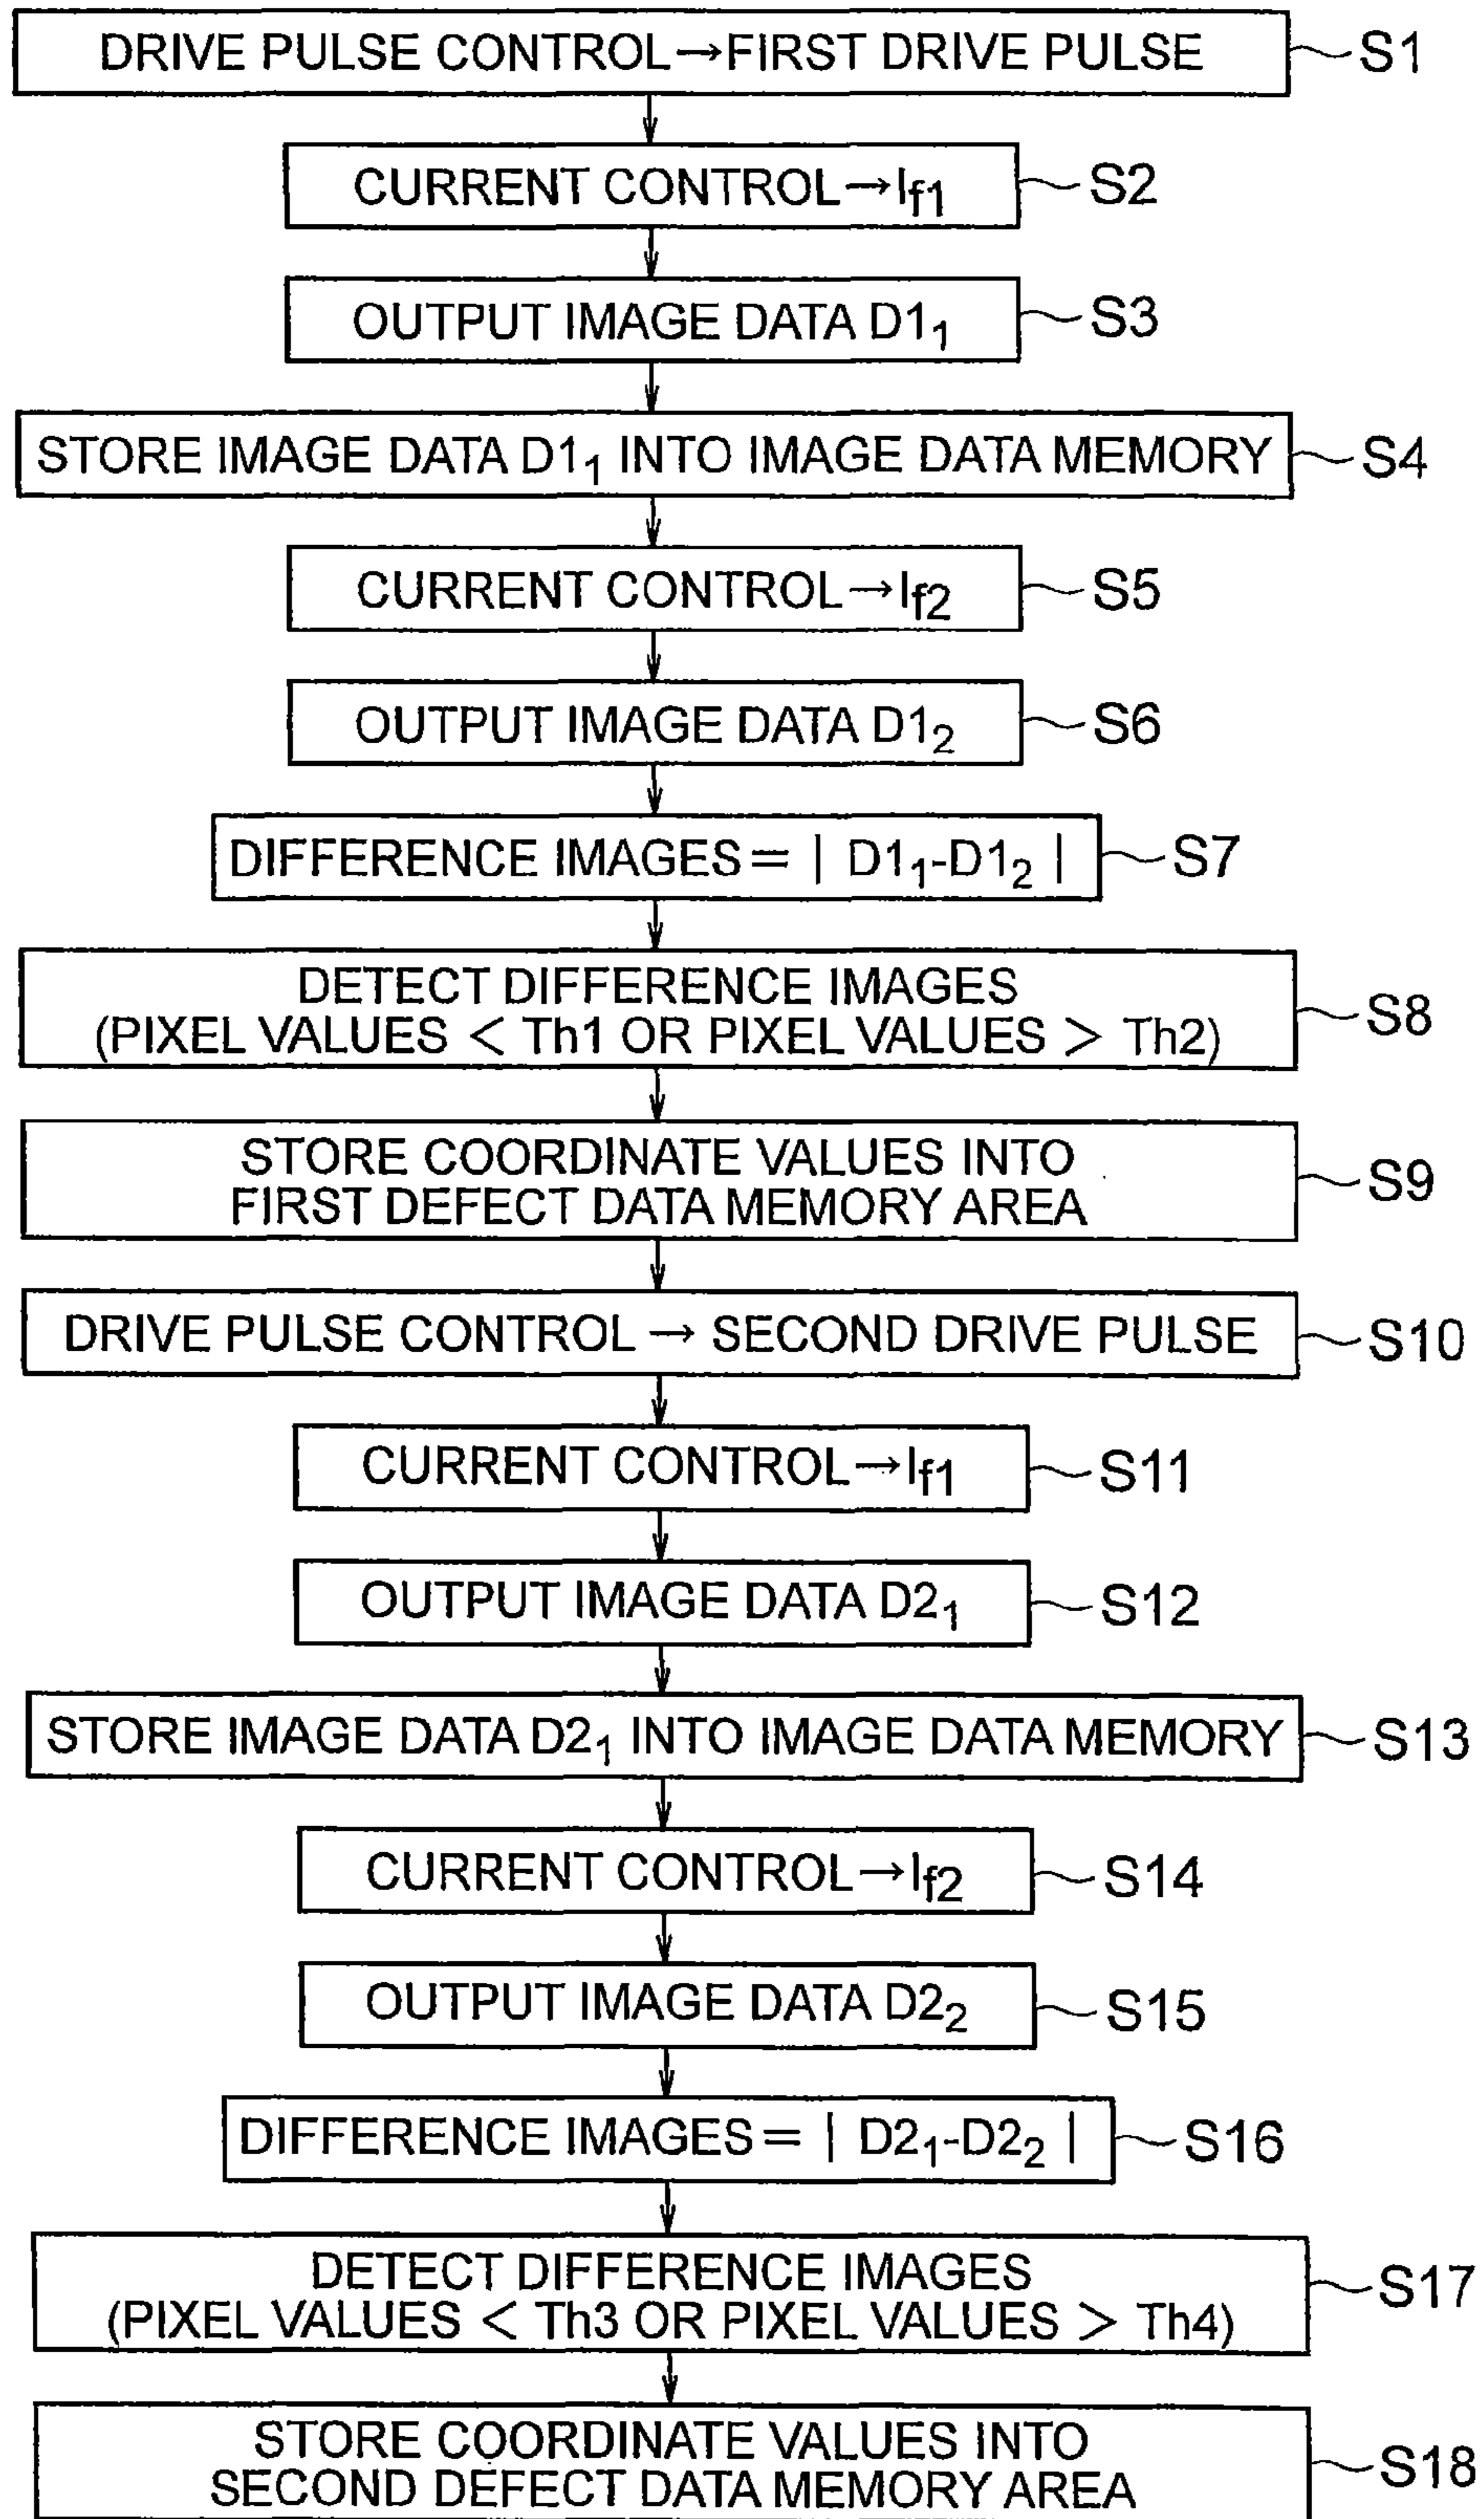 DRIVE PULSE CONTROL→FIRST DRIVE PULSE S1
CURRENT CONTROL→If1 S2
OUTPUT IMAGE DATA D11 S3
STORE IMAGE DATA D11 INTO IMAGE DATA MEMORY S4
CURRENT CONTROL→If2 S5
OUTPUT IMAGE DATA D12 S6
DIFFERENCE IMAGES= | D11-D12 | S7
DETECT DIFFERENCE IMAGES
(PIXEL VALUES < Th1 OR PIXEL VALUES > Th2) S8
STORE COORDINATE VALUES INTO
FIRST DEFECT DATA MEMORY AREA S9
DRIVE PULSE CONTROL → SECOND DRIVE PULSE S10
CURRENT CONTROL→If1 S11
OUTPUT IMAGE DATA D21 S12
STORE IMAGE DATA D21 INTO IMAGE DATA MEMORY S13
CURRENT CONTROL→If2 S14
OUTPUT IMAGE DATA D22 S15
DIFFERENCE IMAGES= | D21-D22 | S16
DETECT DIFFERENCE IMAGES
(PIXEL VALUES < Th3 OR PIXEL VALUES > Th4) S17
STORE COORDINATE VALUES INTO
SECOND DEFECT DATA MEMORY AREA S18